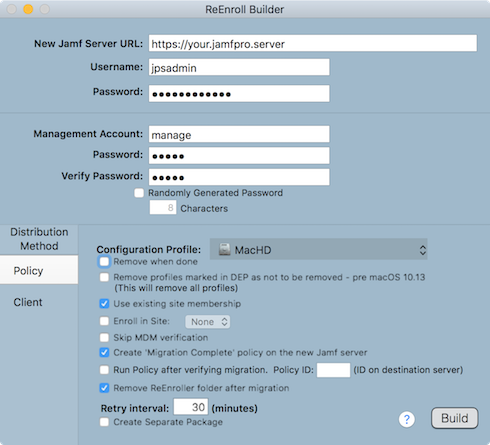 ReEnroll Builder
New Jamf Server URL: https://your.jamfpro.server
Username: jpsadmin
Password: ●●●●●●●●●●●●
Management Account: manage
Password: ●●●●●
Verify Password: ●●●●●
Randomly Generated Password
8 Characters
Distribution Method
Configuration Profile: MacHD
Remove when done
Policy
Remove profiles marked in DEP as not to be removed - pre macOS 10.13
(This will remove all profiles)
Client
Use existing site membership
Enroll in Site: None
Skip MDM verification
Create 'Migration Complete' policy on the new Jamf server
Run Policy after verifying migration. Policy ID: (ID on destination server)
Remove ReEnroller folder after migration
Retry interval: 30 (minutes)
Create Separate Package
? Build